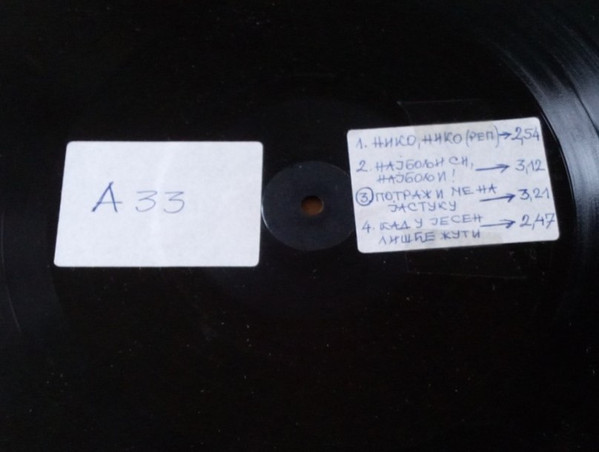 А 33
1. НИКО, НИКО (РЕП) → 2,54
2. НАЈБОЉИ СИ, → 3,12
НАЈБОЉИ!
3 ПОТРАЖИ МЕ НА → 3,21
ЈАСТУКУ
4. КАД У ЈЕСЕН → 2,47
ЛИШЋЕ ЖУТИ